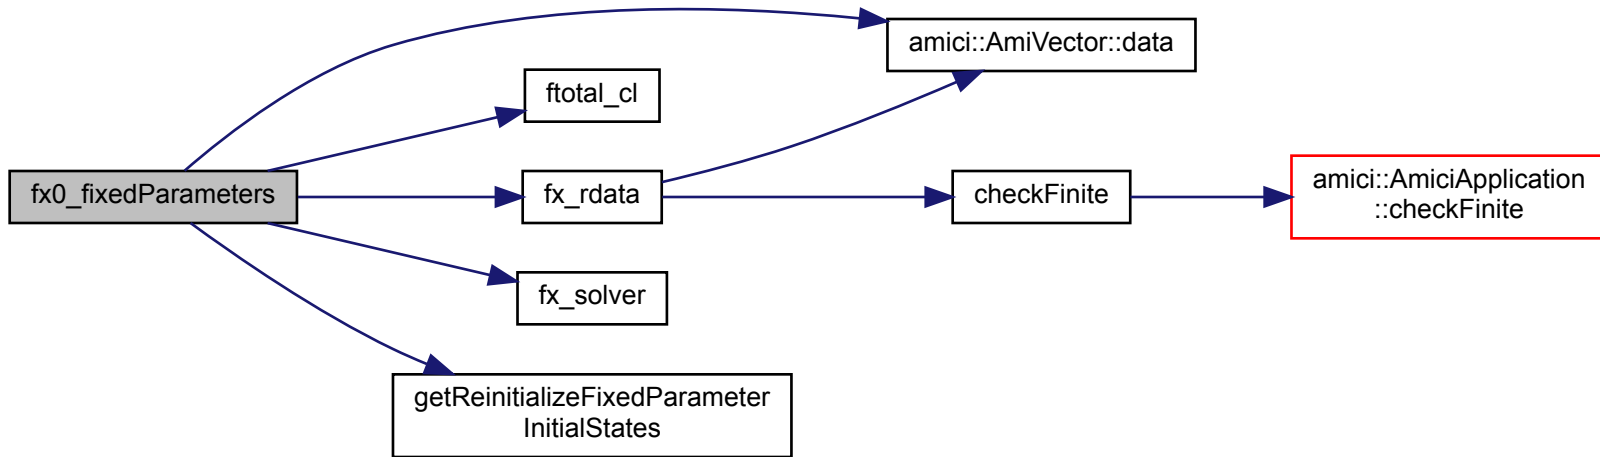 fx0_fixedParameters
amici::AmiVector::data
ftotal_cl
fx_rdata
checkFinite
amici::AmiciApplication
::checkFinite
fx_solver
getReinitializeFixedParameter
InitialStates